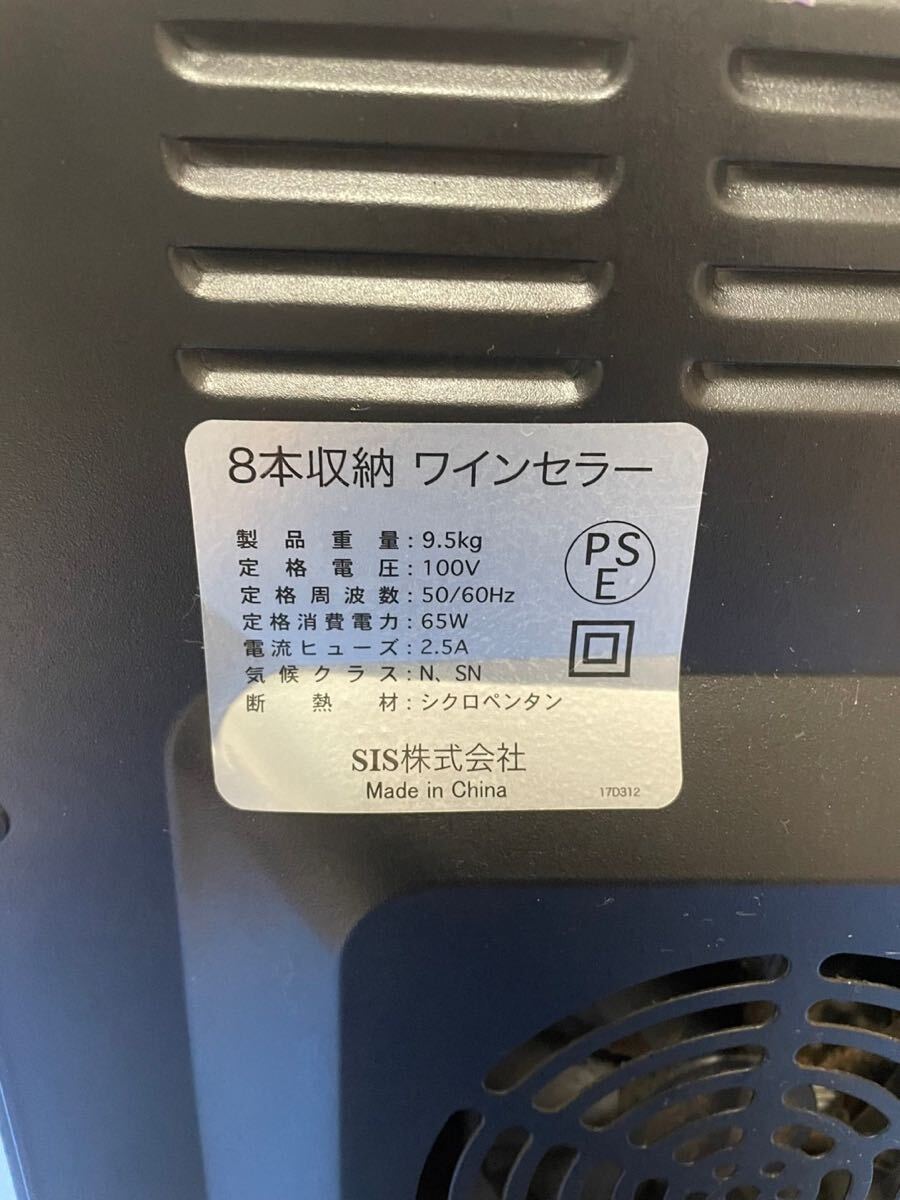 8本収納 ワインセラー
製品重量:9.5kg
定格電圧:100V
定格周波数:50/60Hz
定格消費電力:65W
電流ヒューズ:2.5A
気候クラス:N、SN
断熱材:シクロペンタン
PS
E
SIS株式会社
Made in China
17D312